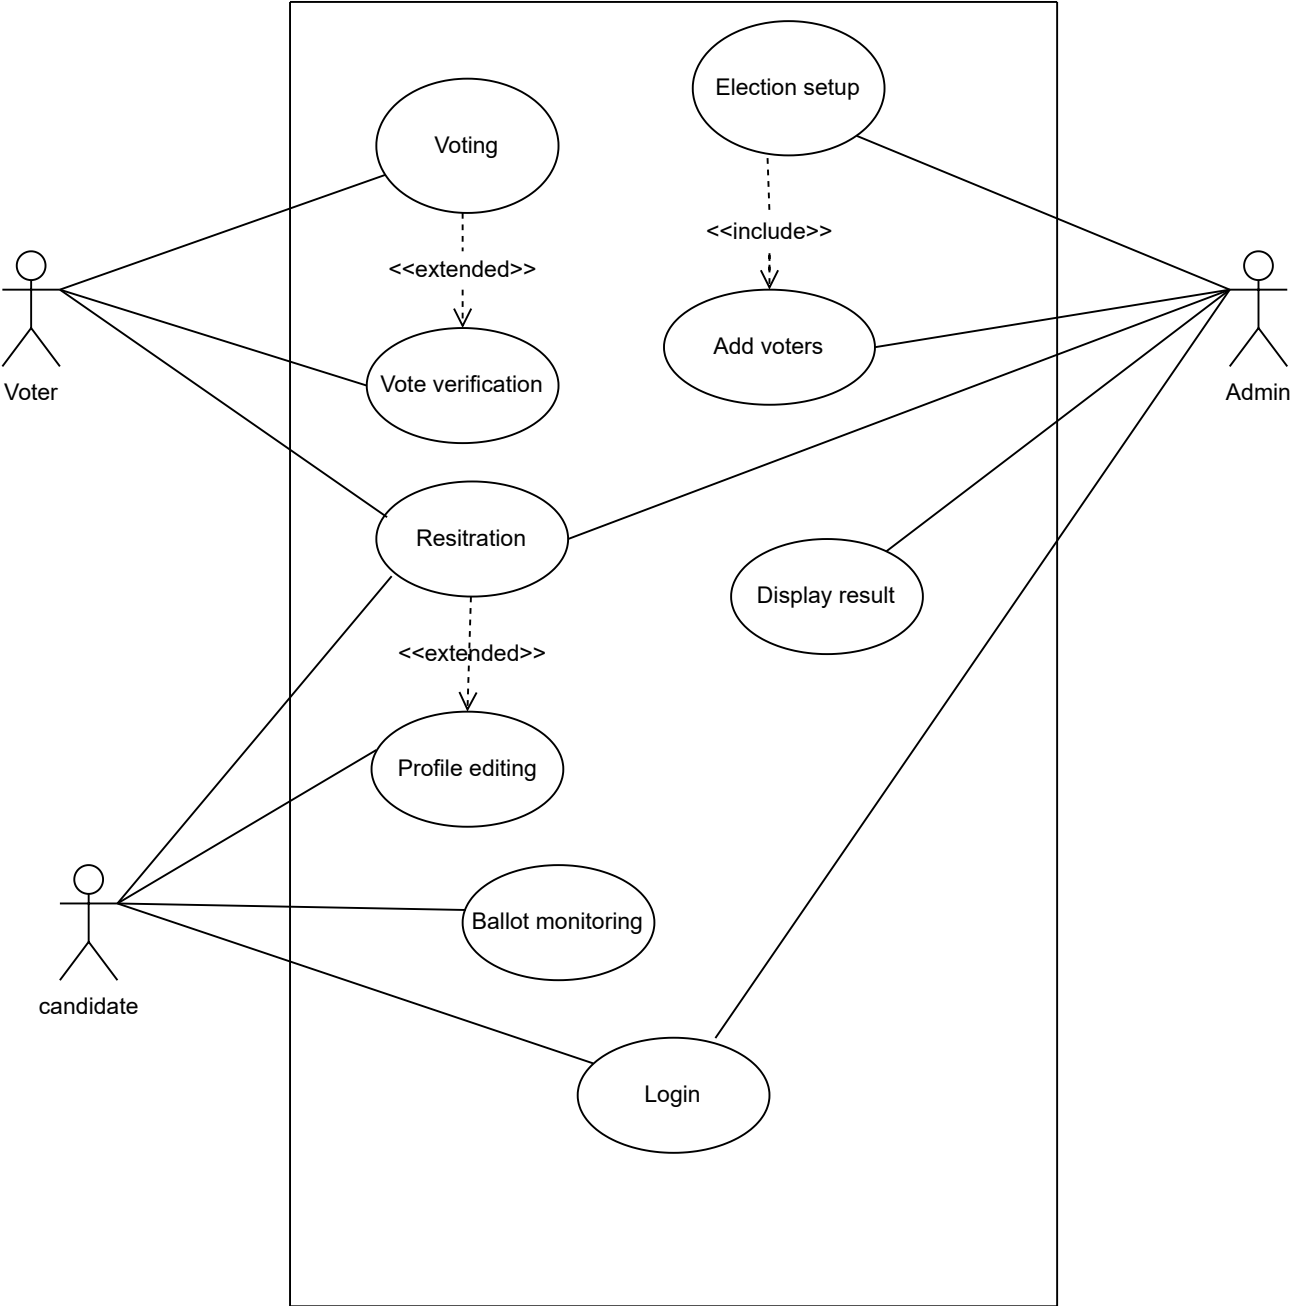 Election setup
Voting
<<include>>
<<extended>>
Add voters
Vote verification
Voter
Admin
Resitration
Display result
<<extended>>
Profile editing
Ballot monitoring
candidate
Login